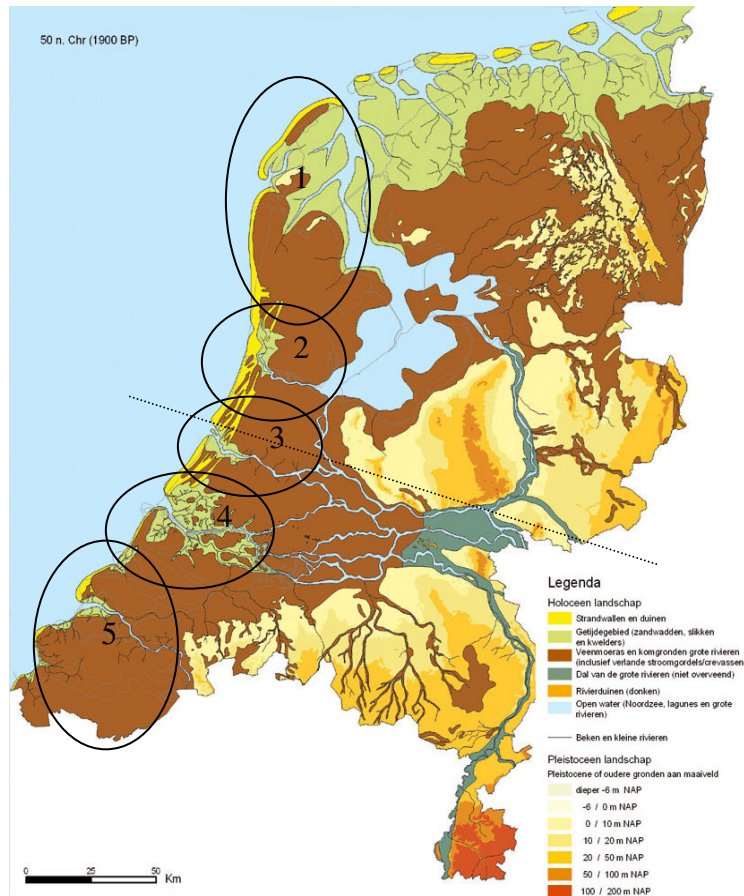 50 n. Chr (1900 BP)
1
2
3
4
5
Legenda
Holoceen landschap
Strandwallen en duinen
Getijdegebied (zandwadden, slikken
en kwelders)
Veenmoeras en komgronden grote rivieren
(inclusief verlande stroomgordels/crevassen
Dal van de grote rivieren (niet overveend)
Rivierduinen (donken)
Open water (Noordzee, lagunes en grote
rivieren)
Beken en kleine rivieren
Pleistoceen landschap
Pleistocene of oudere gronden aan maaiveld
dieper -6 m NAP
-6 / 0 m NAP
0 / 10 m NAP
10 / 20 m NAP
20 / 50 m NAP
50 / 100 m NAP
100 / 200 m NAP
0 25 50
Km